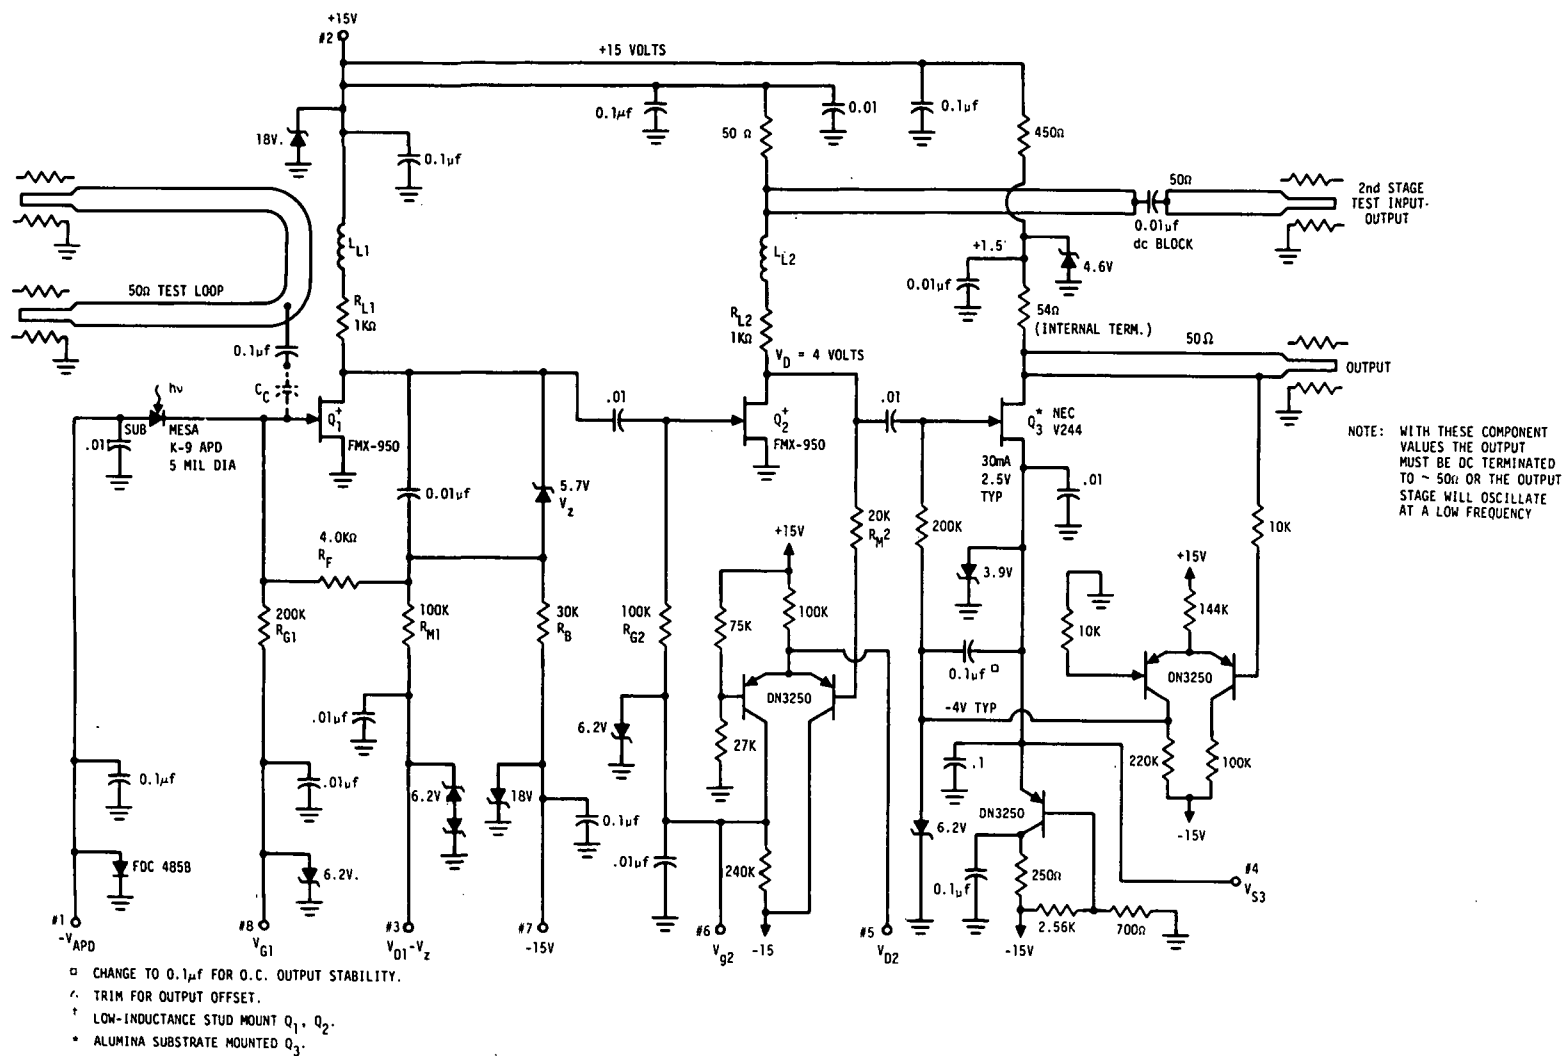 +15V
#2
+15 VOLTS
0.1μf
0.01
0.1μf
18V.
0.1μf
50 Ω
450Ω
50Ω
2nd STAGE
TEST INPUT-
OUTPUT
0.01μf
dc BLOCK
L_L1
L_L2
+1.5
4.6V
0.01μf
50Ω TEST LOOP
R_L1
1KΩ
R_L2
1KΩ
54Ω
(INTERNAL TERM.)
0.1μf
V_D = 4 VOLTS
50Ω
OUTPUT
hν
C_C
SUB
MESA
K-9 APD
5 MIL DIA
.01
Q_1^+
FMX-950
.01
Q_2^+
FMX-950
.01
Q_3^* NEC
V244
30mA
2.5V
TYP
.01
NOTE: WITH THESE COMPONENT
VALUES THE OUTPUT
MUST BE DC TERMINATED
TO ~ 50Ω OR THE OUTPUT
STAGE WILL OSCILLATE
AT A LOW FREQUENCY
0.01μf
5.7V
V_z
20K
R_M2
200K
10K
4.0KΩ
R_F
+15V
3.9V
+15V
200K
R_G1
100K
R_M1
30K
R_B
100K
R_G2
75K
100K
10K
144K
0.1μf □
DN3250
DN3250
.01μf
6.2V
27K
-4V TYP
0.1μf
.01μf
6.2V
18V
0.1μf
.1
220K
100K
-15V
DN3250
6.2V
FDC 485B
6.2V.
.01μf
240K
0.1μf
250Ω
#4
V_S3
2.56K
700Ω
-15V
#1
-V_APD
#8
V_G1
#3
V_D1-V_z
#7
-15V
#6
V_g2
-15
#5
V_D2
□ CHANGE TO 0.1μf FOR O.C. OUTPUT STABILITY.
TRIM FOR OUTPUT OFFSET.
† LOW-INDUCTANCE STUD MOUNT Q_1, Q_2.
* ALUMINA SUBSTRATE MOUNTED Q_3.